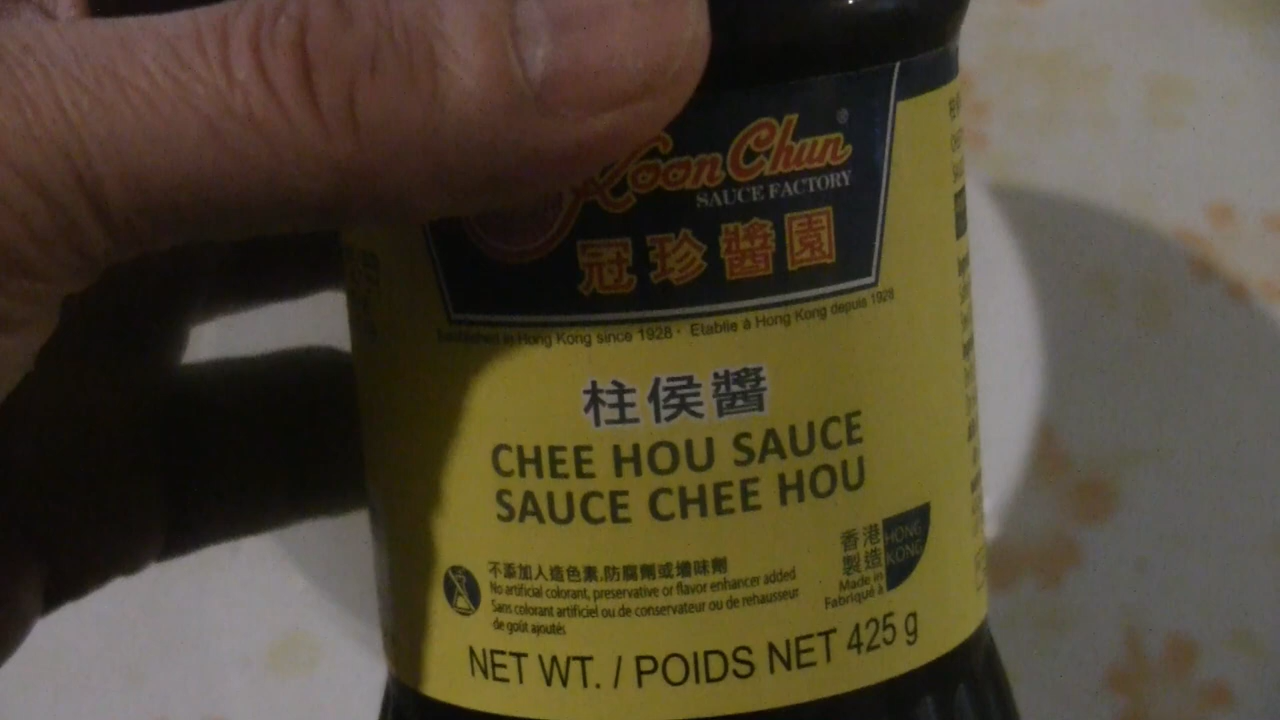 Koon Chun®
SAUCE FACTORY
冠珍醬園
Established in Hong Kong since 1928 · Etablie à Hong Kong depuis 1928
柱侯醬
CHEE HOU SAUCE
SAUCE CHEE HOU
不添加人造色素,防腐劑或增味劑
No artificial colorant, preservative or flavor enhancer added
Sans colorant artificiel ou de conservateur ou de rehausseur
de goût ajoutés
香港
製造
HONG
KONG
Made in
Fabriqué à
NET WT. / POIDS NET 425 g